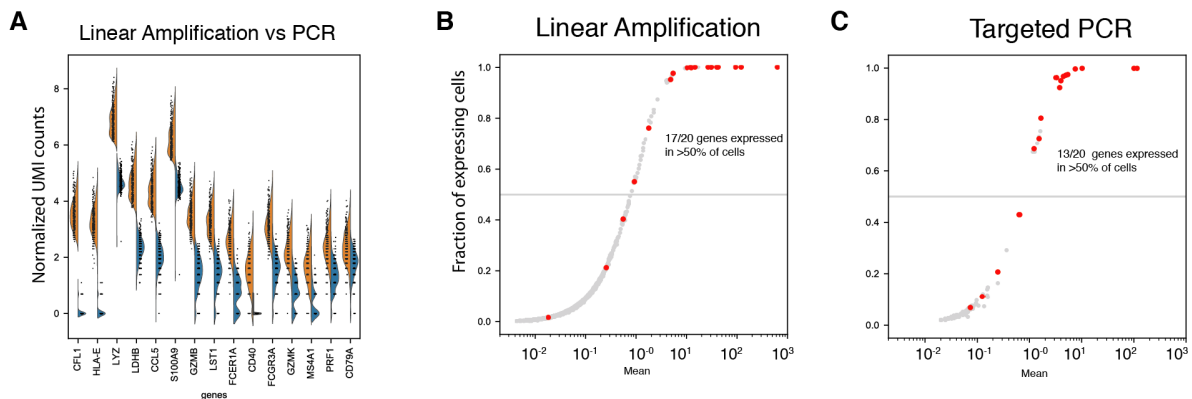 A
Linear Amplification vs PCR
Normalized UMI counts
8
6
4
2
0
CFL1
HLA-E
LYZ
LDHB
CCL5
S100A9
GZMB
LST1
FCER1A
CD40
FCGR3A
GZMK
MS4A1
PRF1
CD79A
genes
B
Linear Amplification
Fraction of expressing cells
1.0
0.8
0.6
0.4
0.2
0.0
17/20 genes expressed
in >50% of cells
10-2 10-1 10-0 101 102 103
Mean
C
Targeted PCR
1.0
0.8
0.6
0.4
0.2
0.0
13/20 genes expressed
in >50% of cells
10-2 10-1 10-0 101 102 103
Mean